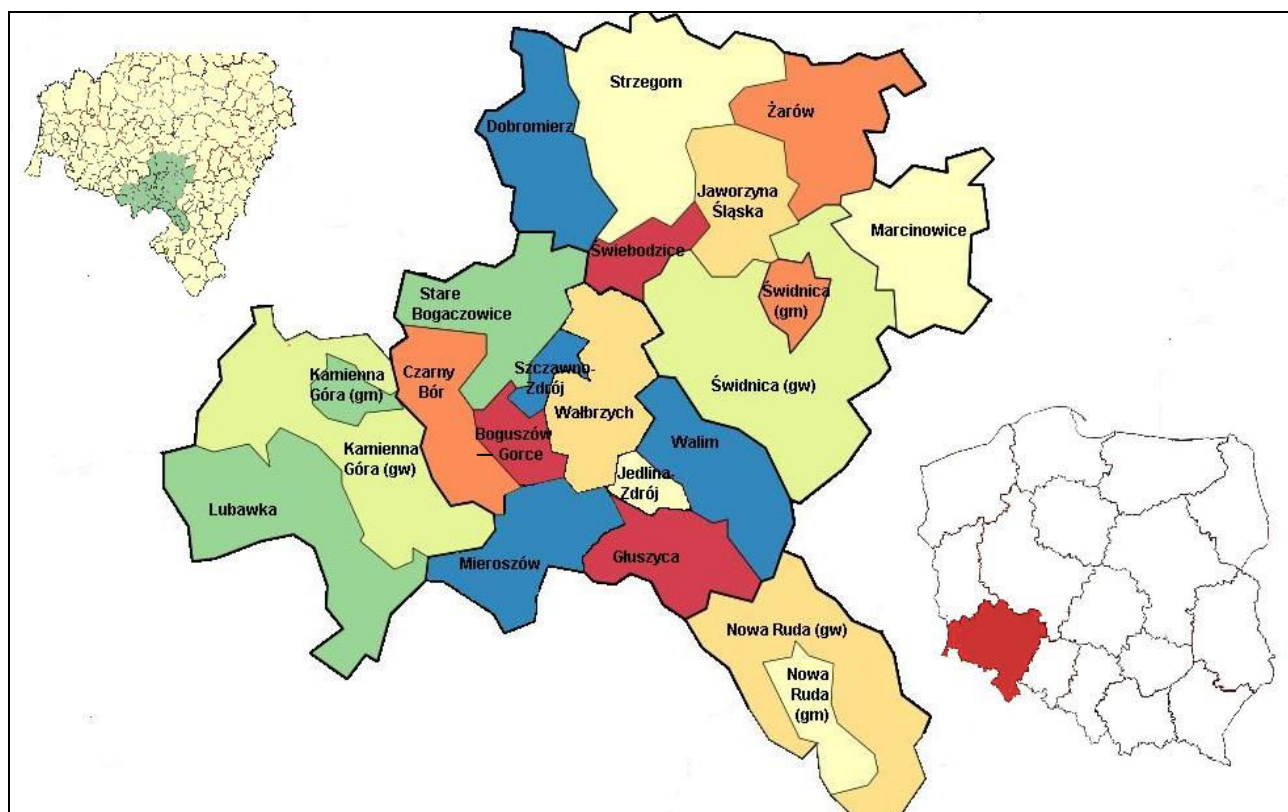 Strzegom
Żarów
Dobromierz
Jaworzyna
Śląska
Marcinowice
Świebodzice
Stare
Bogaczowice
Świdnica
(gm)
Kamienna
Góra (gm)
Czarny
Bór
Szczawno-
Zdrój
Świdnica (gw)
Wałbrzych
Boguszów
– Gorce
Walim
Kamienna
Góra (gw)
Jedlina-
Zdrój
Lubawka
Mieroszów
Głuszyca
Nowa Ruda (gw)
Nowa
Ruda
(gm)